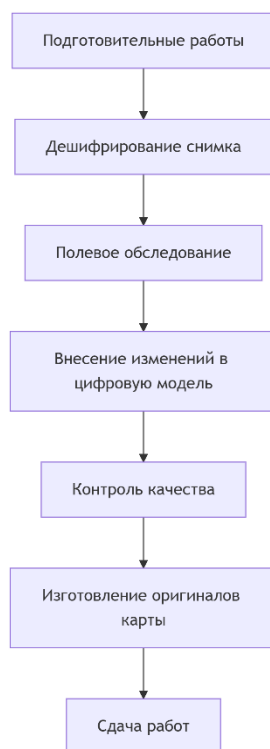 Подготовительные работы
Дешифрирование снимка
Полевое обследование
Внесение изменений в
цифровую модель
Контроль качества
Изготовление оригиналов
карты
Сдача работ